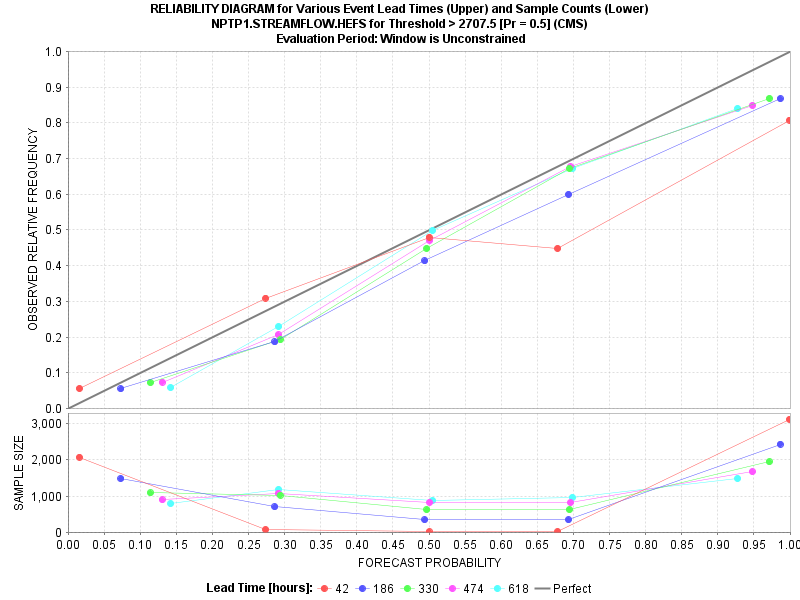 RELIABILITY DIAGRAM for Various Event Lead Times (Upper) and Sample Counts (Lower)
NPTP1.STREAMFLOW.HEFS for Threshold > 2707.5 [Pr = 0.5] (CMS)
Evaluation Period: Window is Unconstrained
OBSERVED RELATIVE FREQUENCY
1.0
0.9
0.8
0.7
0.6
0.5
0.4
0.3
0.2
0.1
0.0
SAMPLE SIZE
3,000
2,000
1,000
0
0.00 0.05 0.10 0.15 0.20 0.25 0.30 0.35 0.40 0.45 0.50 0.55 0.60 0.65 0.70 0.75 0.80 0.85 0.90 0.95 1.00
FORECAST PROBABILITY
Lead Time [hours]: 42 186 330 474 618 Perfect